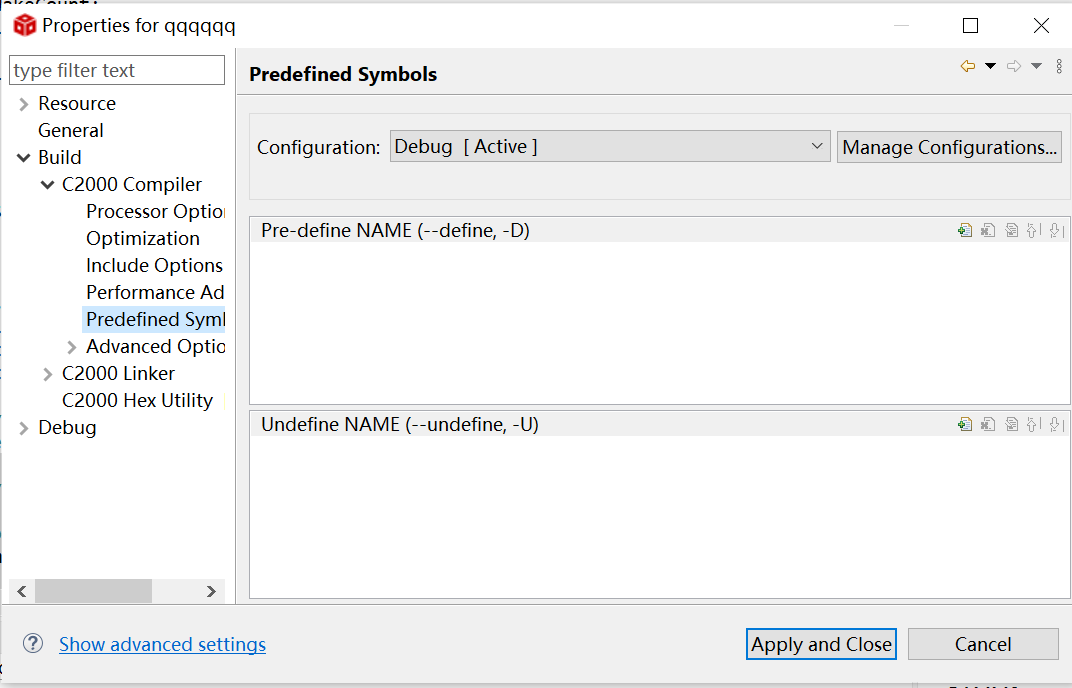 Properties for qqqqqq
type filter text
Predefined Symbols
Resource
General
Build
C2000 Compiler
Processor Optio
Optimization
Include Options
Performance Ad
Predefined Syml
Advanced Optio
C2000 Linker
C2000 Hex Utility
Debug
Configuration:
Debug [ Active ]
Manage Configurations...
Pre-define NAME (--define, -D)
Undefine NAME (--undefine, -U)
Show advanced settings
Apply and Close
Cancel